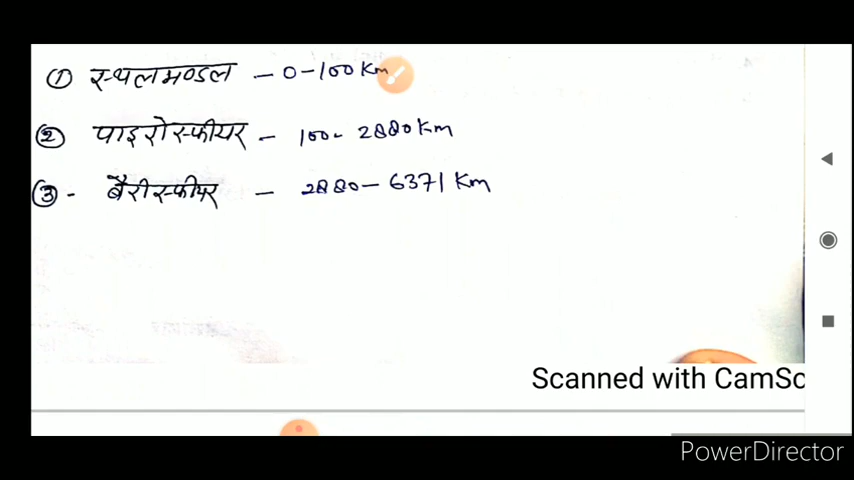 ① स्थलमण्डल – 0-100 Km
② पाइरोस्फीयर – 100- 2880 Km
③ - बैरीस्फीयर – 2880 – 6371 Km
Scanned with CamSc
PowerDirector